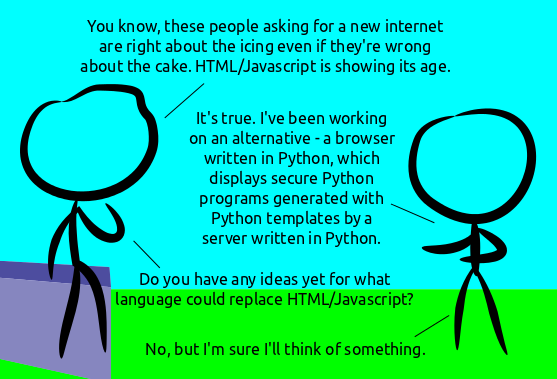 You know, these people asking for a new internet
are right about the icing even if they're wrong
about the cake. HTML/Javascript is showing its age.
It's true. I've been working
on an alternative - a browser
written in Python, which
displays secure Python
programs generated with
Python templates by a
server written in Python.
Do you have any ideas yet for what
language could replace HTML/Javascript?
No, but I'm sure I'll think of something.